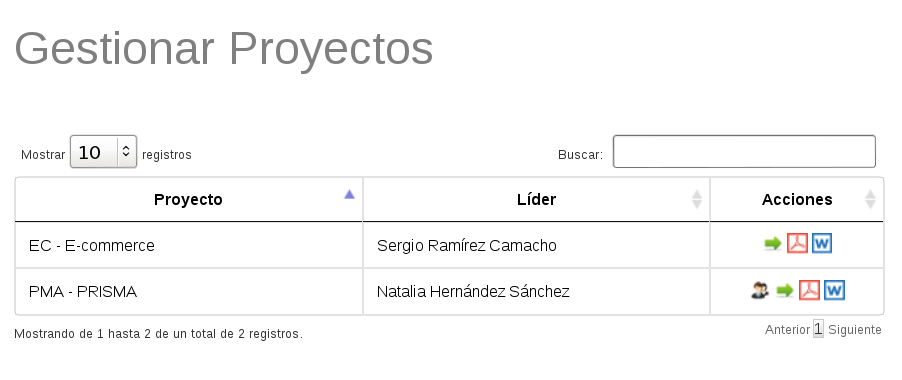 Gestionar Proyectos
Mostrar 10 registros Buscar:
Proyecto Líder Acciones
EC - E-commerce Sergio Ramírez Camacho W
PMA - PRISMA Natalia Hernández Sánchez W
Mostrando de 1 hasta 2 de un total de 2 registros. Anterior 1 Siguiente